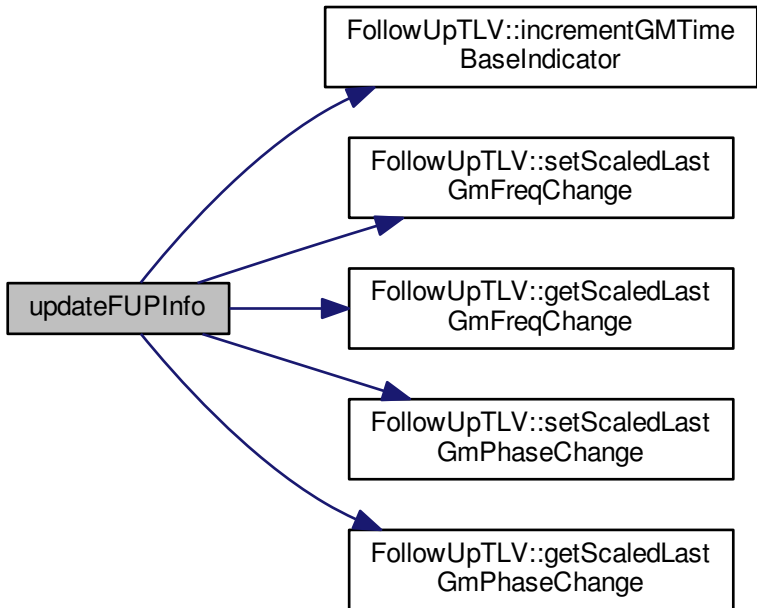 FollowUpTLV::incrementGMTime
BaseIndicator
FollowUpTLV::setScaledLast
GmFreqChange
updateFUPInfo
FollowUpTLV::getScaledLast
GmFreqChange
FollowUpTLV::setScaledLast
GmPhaseChange
FollowUpTLV::getScaledLast
GmPhaseChange